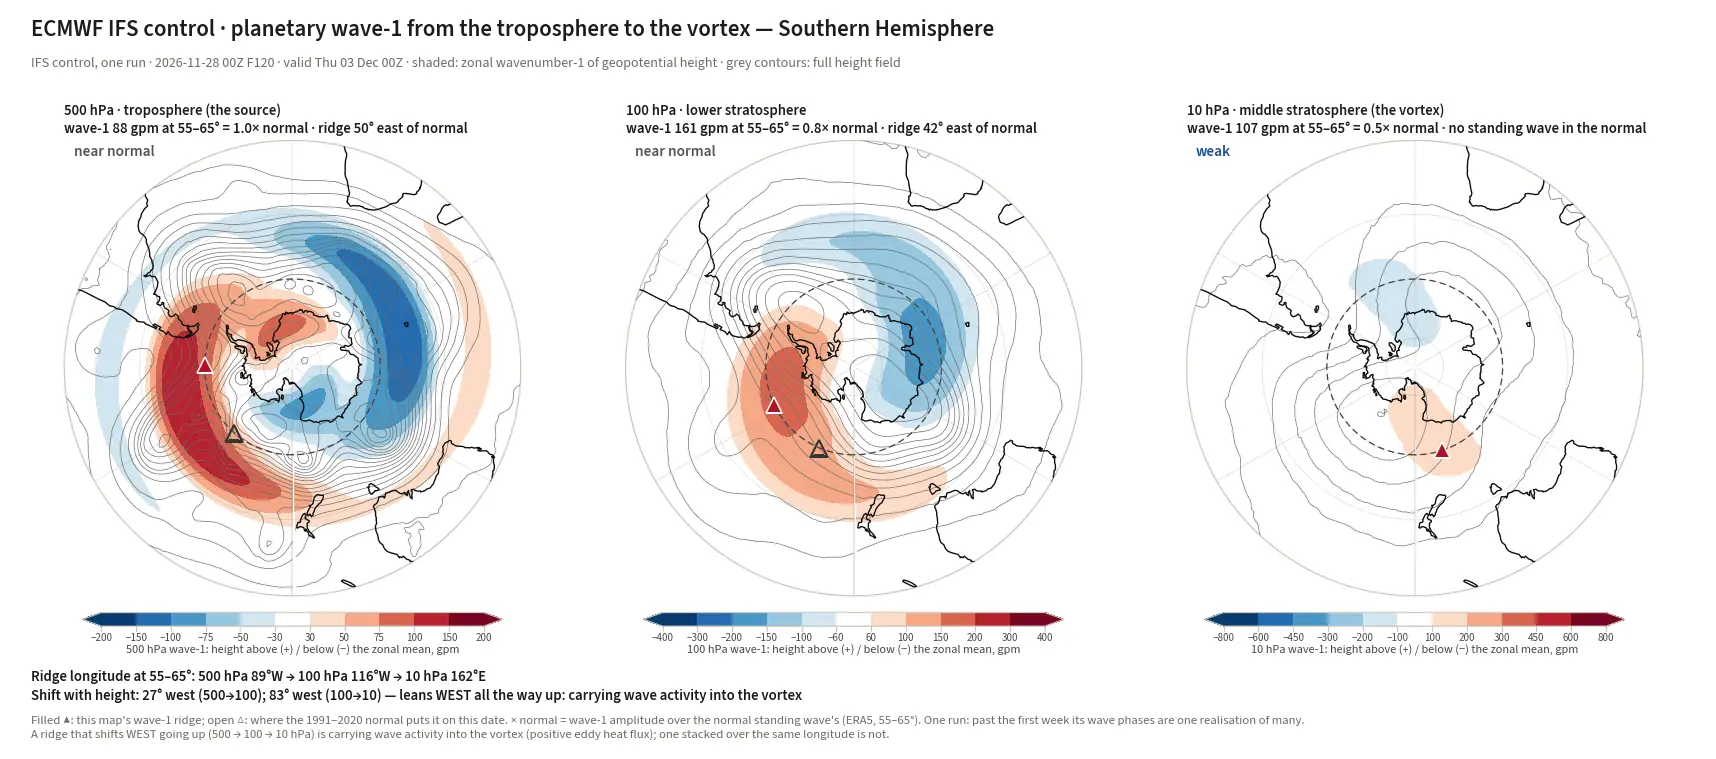 ECMWF IFS control · planetary wave-1 from the troposphere to the vortex — Southern Hemisphere
IFS control, one run · 2026-11-28 00Z F120 · valid Thu 03 Dec 00Z · shaded: zonal wavenumber-1 of geopotential height · grey contours: full height field
500 hPa · troposphere (the source)
wave-1 88 gpm at 55–65° = 1.0× normal · ridge 50° east of normal
near normal
100 hPa · lower stratosphere
wave-1 161 gpm at 55–65° = 0.8× normal · ridge 42° east of normal
near normal
10 hPa · middle stratosphere (the vortex)
wave-1 107 gpm at 55–65° = 0.5× normal · no standing wave in the normal
weak
−200 −150 −100 −75 −50 −30 30 50 75 100 150 200
500 hPa wave-1: height above (+) / below (−) the zonal mean, gpm
−400 −300 −200 −150 −100 −60 60 100 150 200 300 400
100 hPa wave-1: height above (+) / below (−) the zonal mean, gpm
−800 −600 −450 −300 −200 −100 100 200 300 450 600 800
10 hPa wave-1: height above (+) / below (−) the zonal mean, gpm
Ridge longitude at 55–65°: 500 hPa 89°W → 100 hPa 116°W → 10 hPa 162°E
Shift with height: 27° west (500→100); 83° west (100→10) — leans WEST all the way up: carrying wave activity into the vortex
Filled ▲: this map's wave-1 ridge; open △: where the 1991–2020 normal puts it on this date. × normal = wave-1 amplitude over the normal standing wave's (ERA5, 55–65°). One run: past the first week its wave phases are one realisation of many.
A ridge that shifts WEST going up (500 → 100 → 10 hPa) is carrying wave activity into the vortex (positive eddy heat flux); one stacked over the same longitude is not.